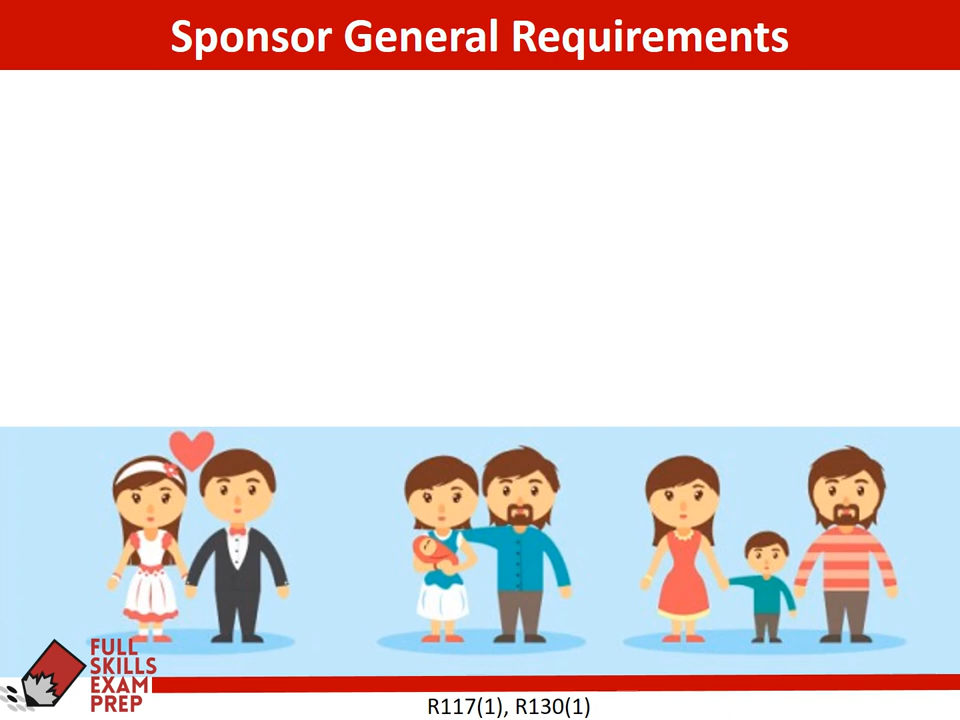 Sponsor General Requirements
FULL
SKILLS
EXAM
PREP
R117(1), R130(1)